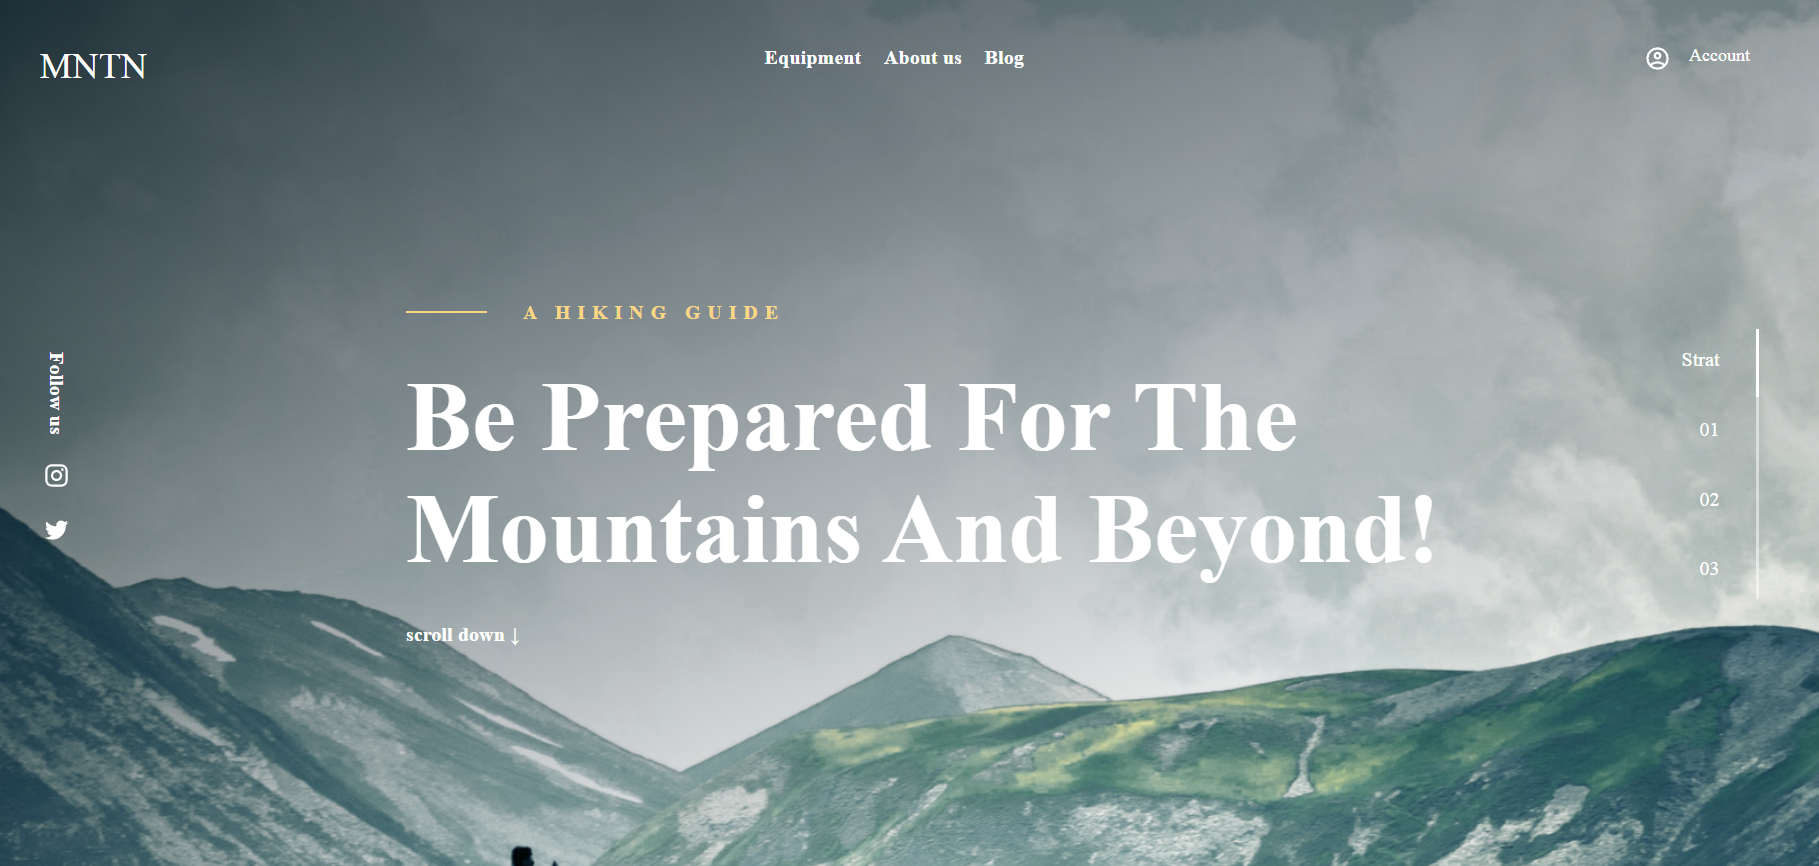 MNTN
Equipment About us Blog
Account
A HIKING GUIDE
Be Prepared For The
Mountains And Beyond!
scroll down ↓
Follow us
Strat
01
02
03